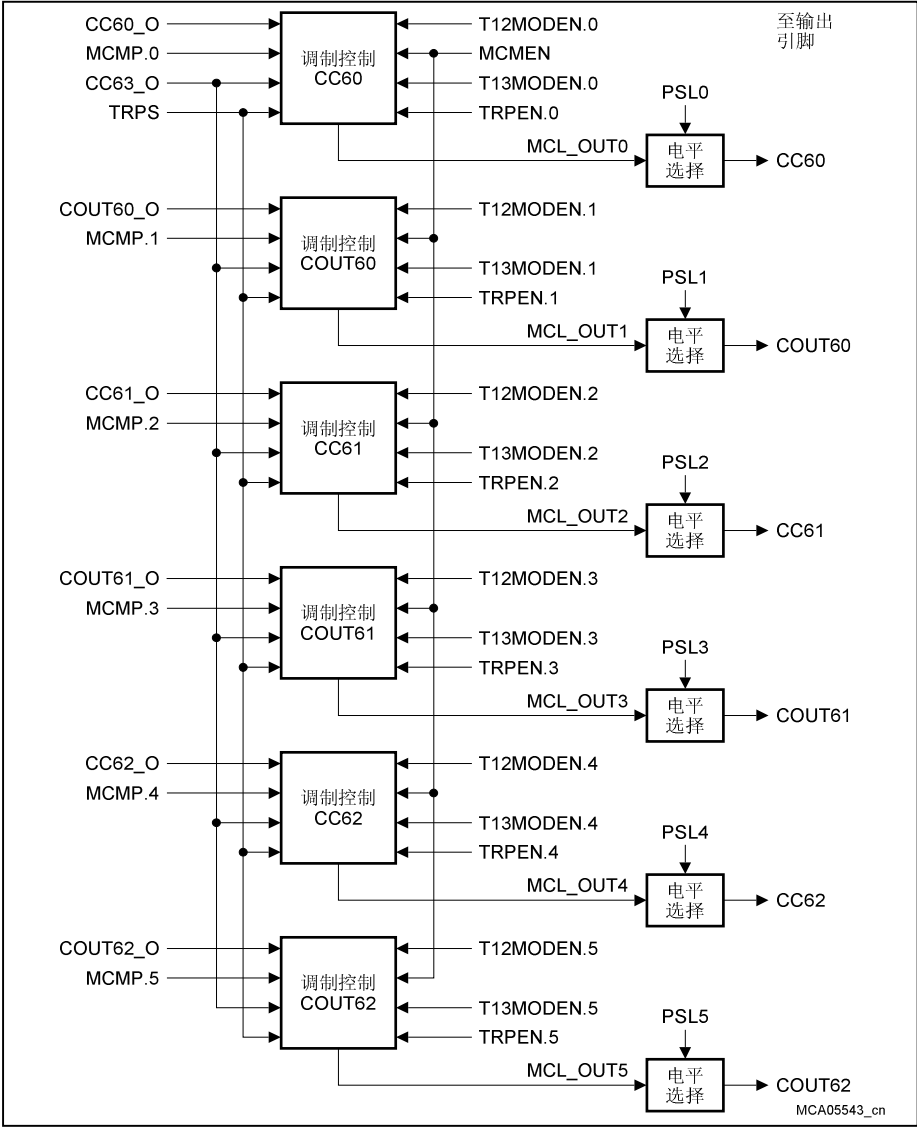 CC60_O
MCMP.0
CC63_O
TRPS
调制控制
CC60
T12MODEN.0
MCMEN
T13MODEN.0
TRPEN.0
至输出
引脚
PSL0
MCL_OUT0
电平
选择
CC60
COUT60_O
MCMP.1
调制控制
COUT60
T12MODEN.1
T13MODEN.1
TRPEN.1
PSL1
MCL_OUT1
电平
选择
COUT60
CC61_O
MCMP.2
调制控制
CC61
T12MODEN.2
T13MODEN.2
TRPEN.2
PSL2
MCL_OUT2
电平
选择
CC61
COUT61_O
MCMP.3
调制控制
COUT61
T12MODEN.3
T13MODEN.3
TRPEN.3
PSL3
MCL_OUT3
电平
选择
COUT61
CC62_O
MCMP.4
调制控制
CC62
T12MODEN.4
T13MODEN.4
TRPEN.4
PSL4
MCL_OUT4
电平
选择
CC62
COUT62_O
MCMP.5
调制控制
COUT62
T12MODEN.5
T13MODEN.5
TRPEN.5
PSL5
MCL_OUT5
电平
选择
COUT62
MCA05543_cn